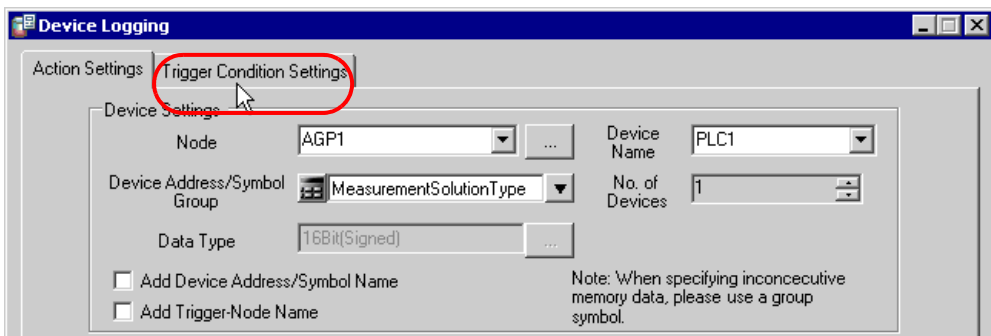 Device Logging
Action Settings
Trigger Condition Settings
Device Settings
Node
AGP1
...
Device
Name
PLC1
Device Address/Symbol
Group
MeasurementSolutionType
No. of
Devices
1
Data Type
16Bit(Signed)
...
Add Device Address/Symbol Name
Add Trigger-Node Name
Note: When specifying inconcecutive
memory data, please use a group
symbol.